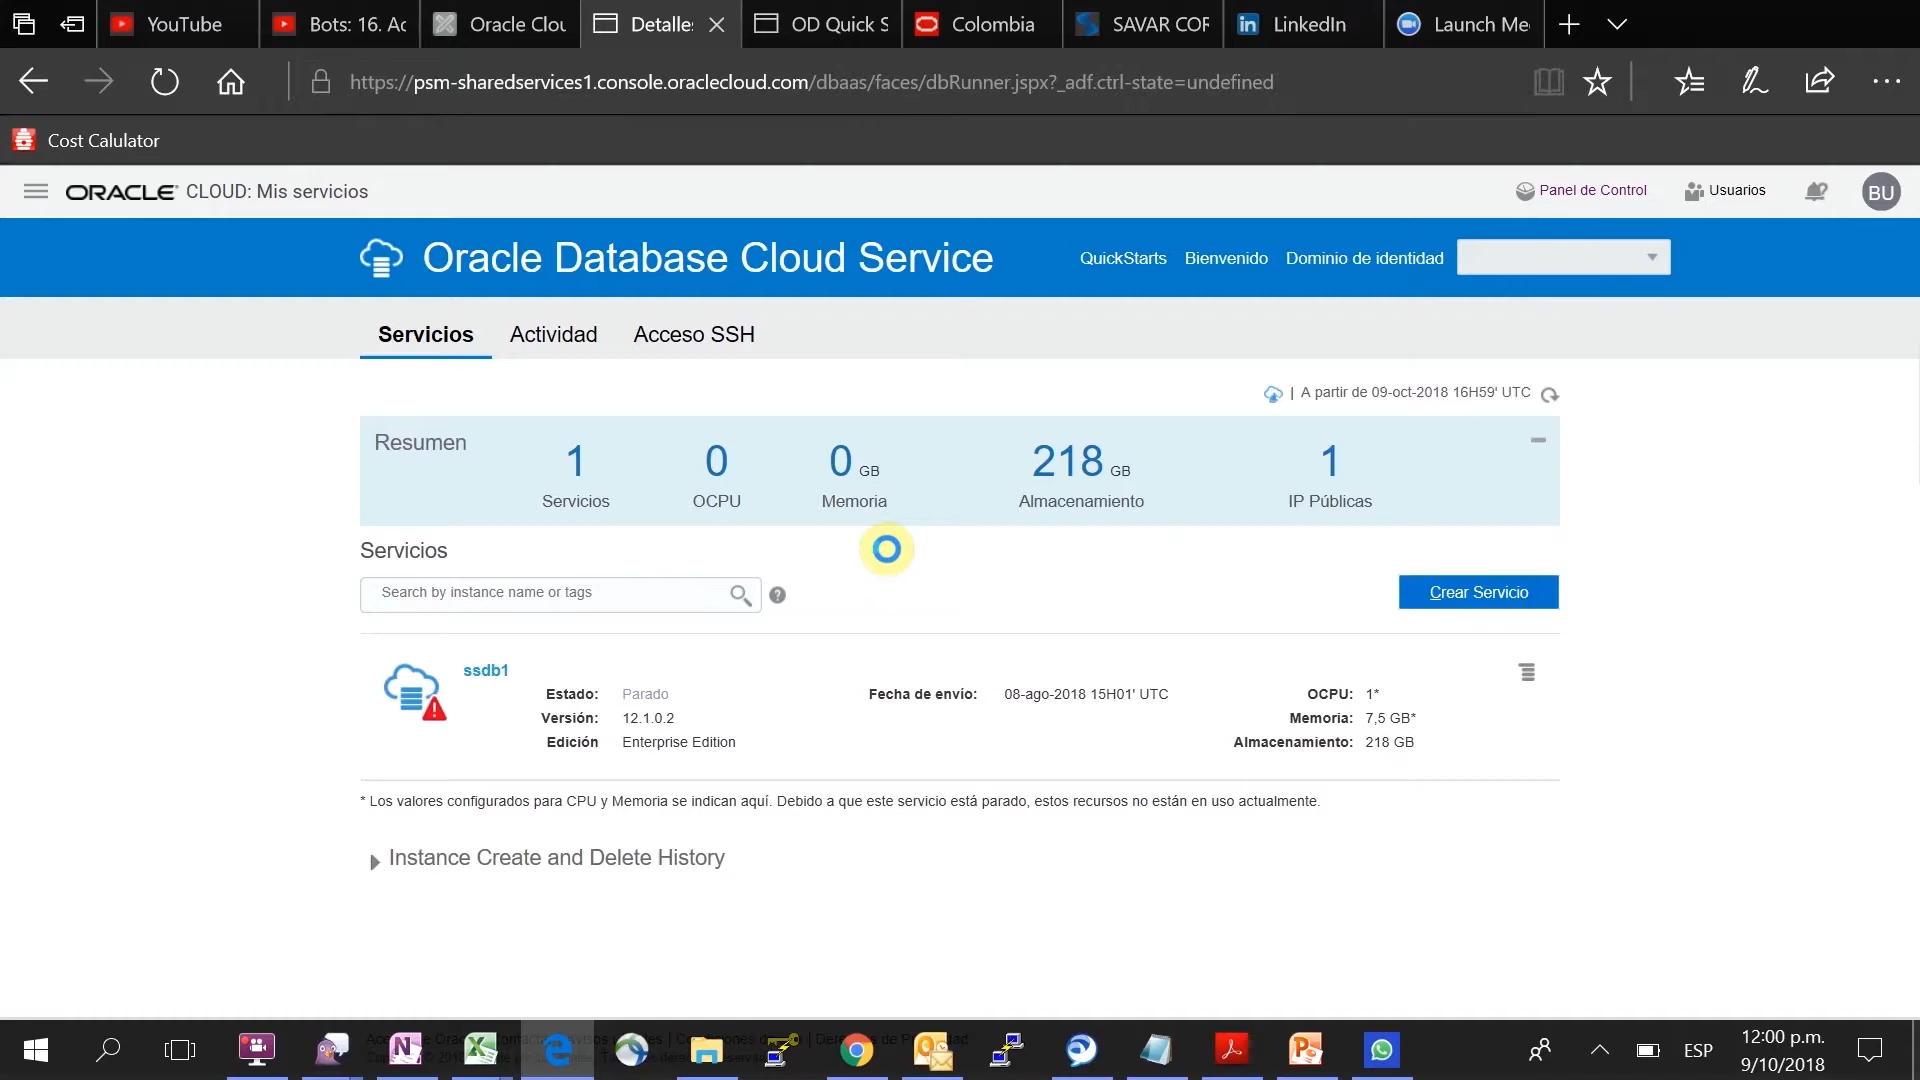 YouTube
Bots: 16. Ac
Oracle Clou
Detalles
OD Quick S
Colombia
SAVAR COR
LinkedIn
Launch Me
https://psm-sharedservices1.console.oraclecloud.com/dbaas/faces/dbRunner.jspx?_adf.ctrl-state=undefined
Cost Calulator
ORACLE CLOUD: Mis servicios
Panel de Control
Usuarios
BU
Oracle Database Cloud Service
QuickStarts
Bienvenido
Dominio de identidad
Servicios
Actividad
Acceso SSH
| A partir de 09-oct-2018 16H59' UTC
Resumen
1
Servicios
0
OCPU
0 GB
Memoria
218 GB
Almacenamiento
1
IP Públicas
Servicios
Search by instance name or tags
?
Crear Servicio
ssdb1
Estado: Parado
Fecha de envío: 08-ago-2018 15H01' UTC
OCPU: 1*
Versión: 12.1.0.2
Memoria: 7,5 GB*
Edición Enterprise Edition
Almacenamiento: 218 GB
* Los valores configurados para CPU y Memoria se indican aquí. Debido a que este servicio está parado, estos recursos no están en uso actualmente.
Instance Create and Delete History
ESP
12:00 p.m.
9/10/2018